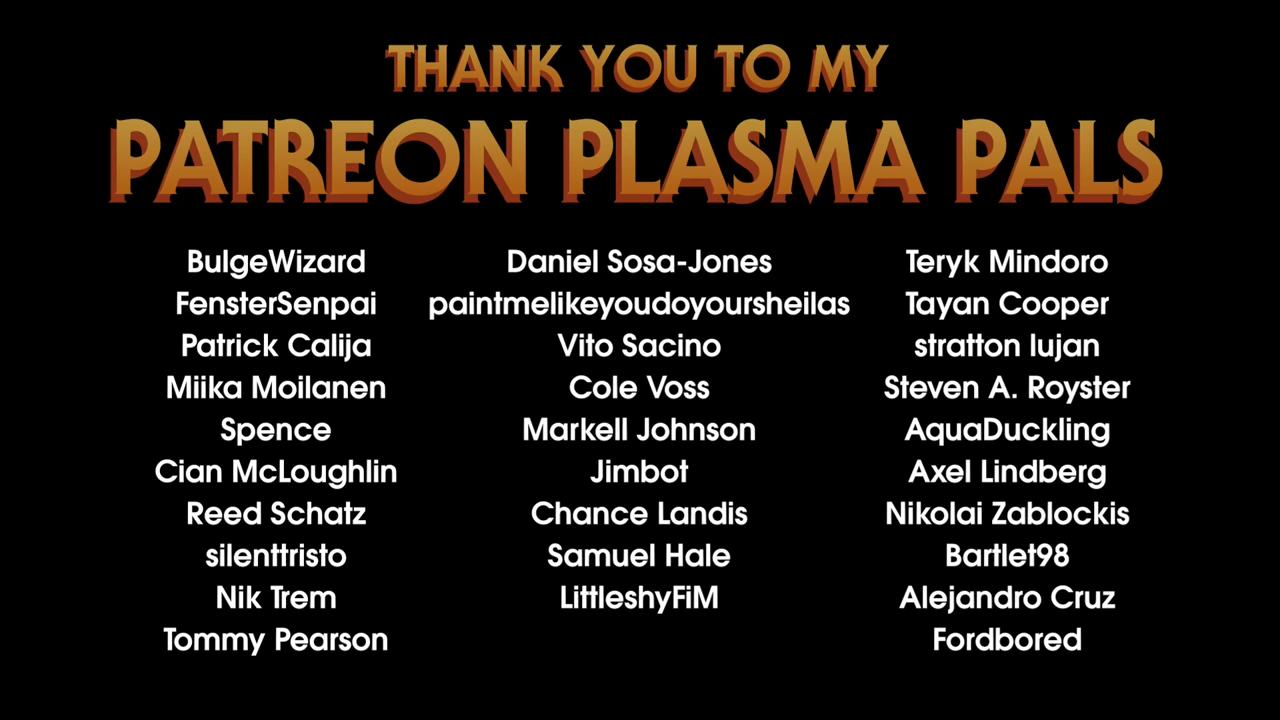 THANK YOU TO MY
PATREON PLASMA PALS
BulgeWizard
FensterSenpai
Patrick Calija
Miika Moilanen
Spence
Cian McLoughlin
Reed Schatz
silenttristo
Nik Trem
Tommy Pearson
Daniel Sosa-Jones
paintmelikeyoudoyoursheilas
Vito Sacino
Cole Voss
Markell Johnson
Jimbot
Chance Landis
Samuel Hale
LittleshyFiM
Teryk Mindoro
Tayan Cooper
stratton lujan
Steven A. Royster
AquaDuckling
Axel Lindberg
Nikolai Zablockis
Bartlet98
Alejandro Cruz
Fordbored